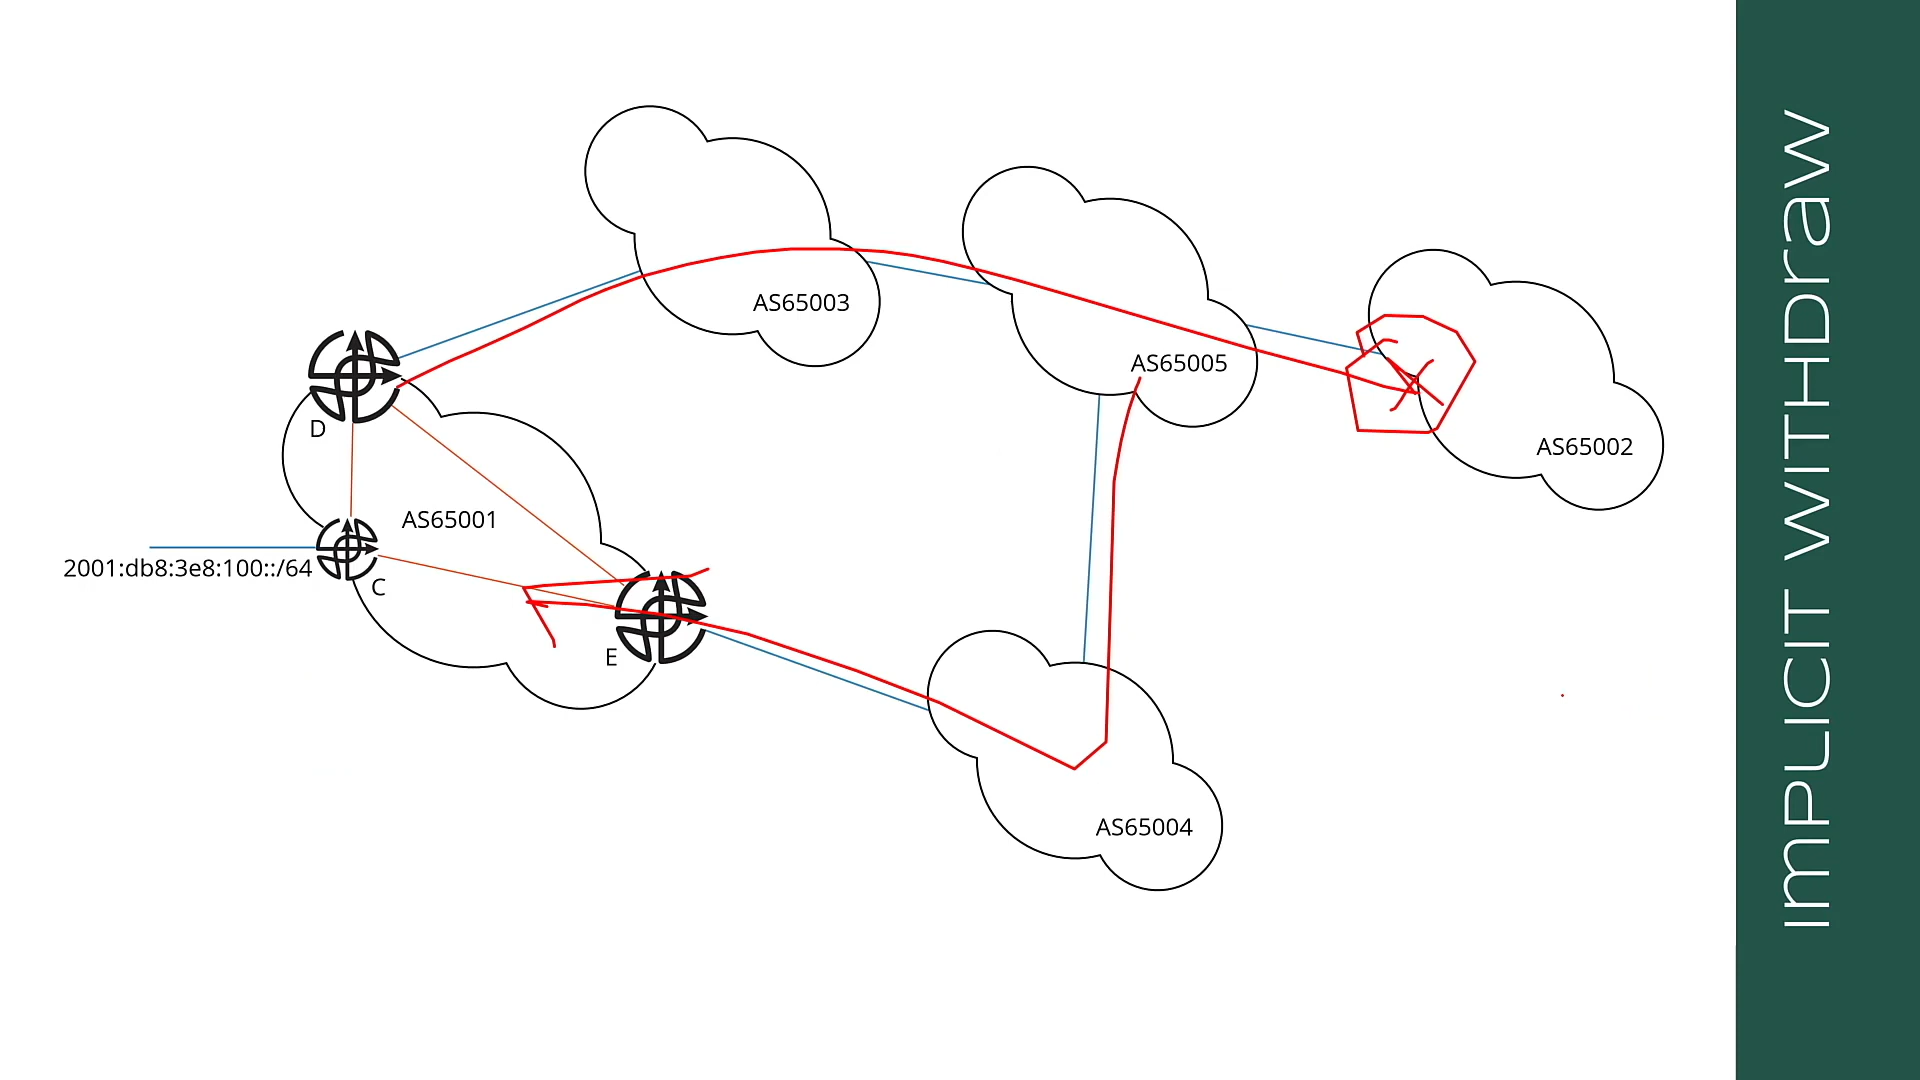 AS65003
AS65005
AS65002
D
AS65001
2001:db8:3e8:100::/64
C
E
AS65004
IMPLICIT WITHDraW